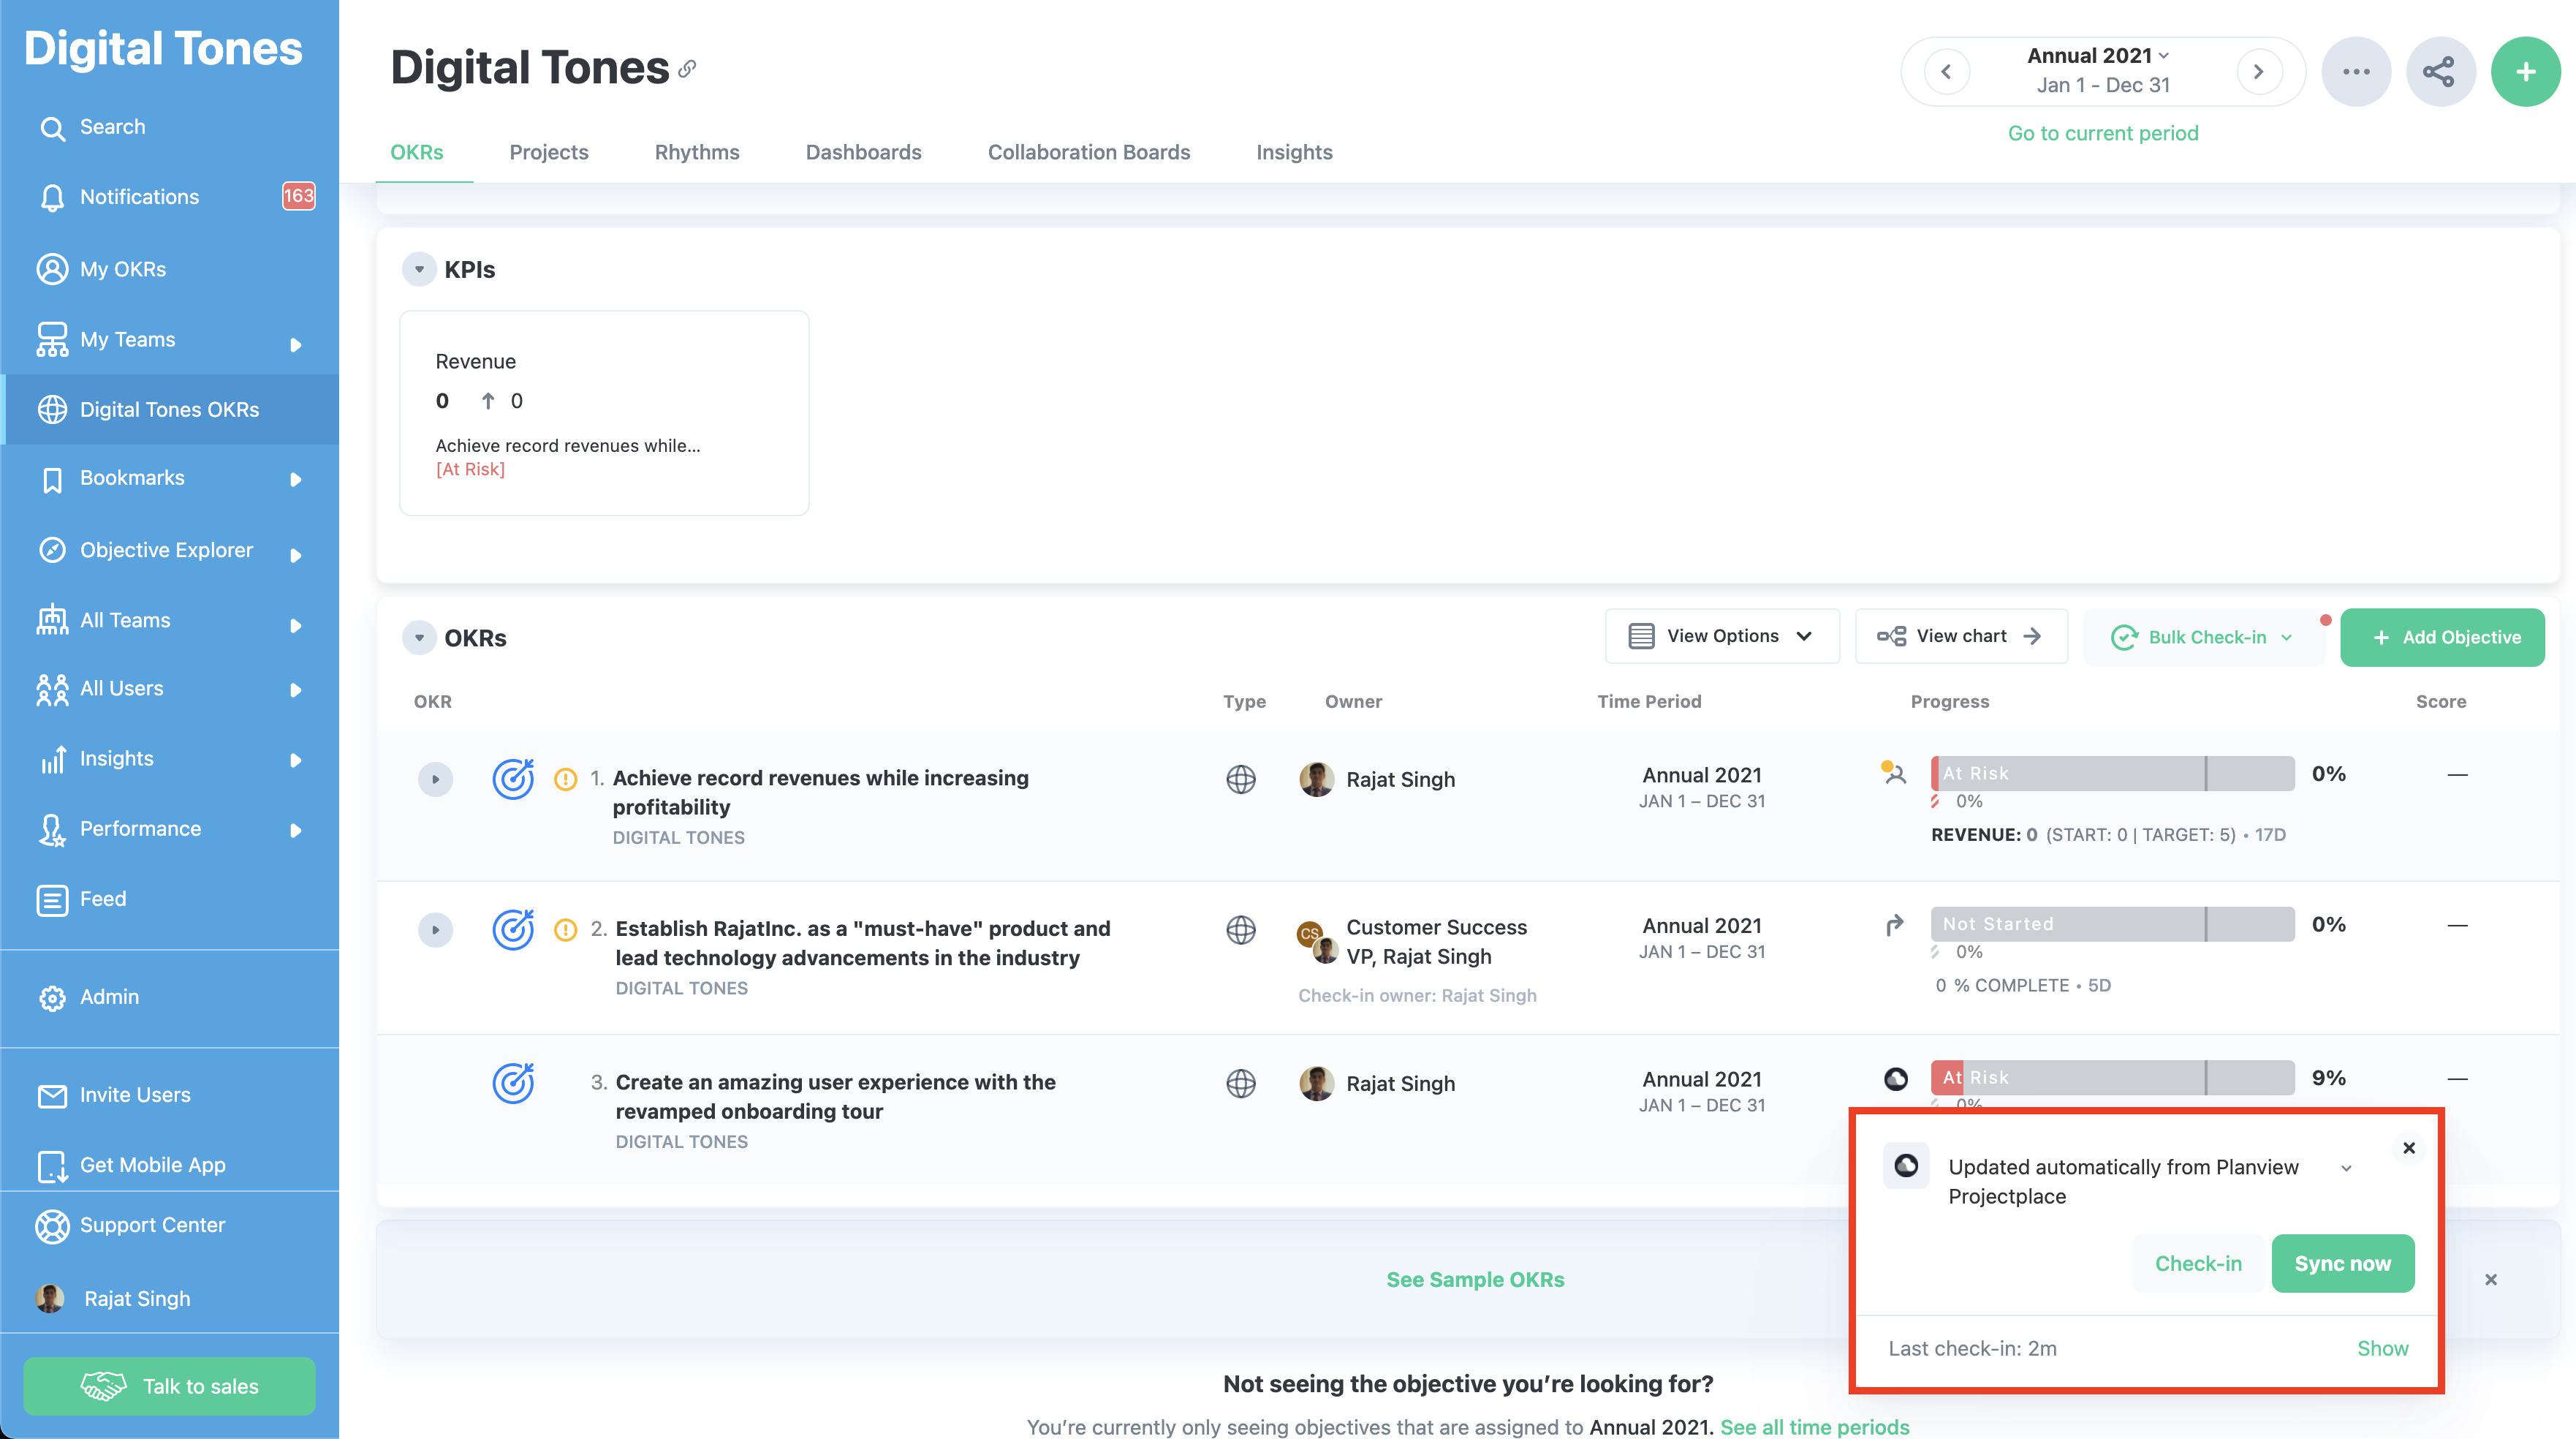 Digital Tones
Search
Notifications
163
My OKRs
My Teams
Digital Tones OKRs
Bookmarks
Objective Explorer
All Teams
All Users
Insights
Performance
Feed
Admin
Invite Users
Get Mobile App
Support Center
Rajat Singh
Talk to sales
Digital Tones
Annual 2021
Jan 1 - Dec 31
Go to current period
OKRs
Projects
Rhythms
Dashboards
Collaboration Boards
Insights
KPIs
Revenue
0 0
Achieve record revenues while...
[At Risk]
OKRs
View Options
View chart
Bulk Check-in
+ Add Objective
OKR
Type
Owner
Time Period
Progress
Score
1. Achieve record revenues while increasing
profitability
DIGITAL TONES
Rajat Singh
Annual 2021
JAN 1 – DEC 31
At Risk
0%
0%
REVENUE: 0 (START: 0 | TARGET: 5) • 17D
—
2. Establish RajatInc. as a "must-have" product and
lead technology advancements in the industry
DIGITAL TONES
CS
Customer Success
VP, Rajat Singh
Check-in owner: Rajat Singh
Annual 2021
JAN 1 – DEC 31
Not Started
0%
0%
0 % COMPLETE • 5D
—
3. Create an amazing user experience with the
revamped onboarding tour
DIGITAL TONES
Rajat Singh
Annual 2021
JAN 1 – DEC 31
At Risk
9%
0%
—
Updated automatically from Planview
Projectplace
Check-in
Sync now
Last check-in: 2m
Show
See Sample OKRs
Not seeing the objective you’re looking for?
You’re currently only seeing objectives that are assigned to Annual 2021. See all time periods